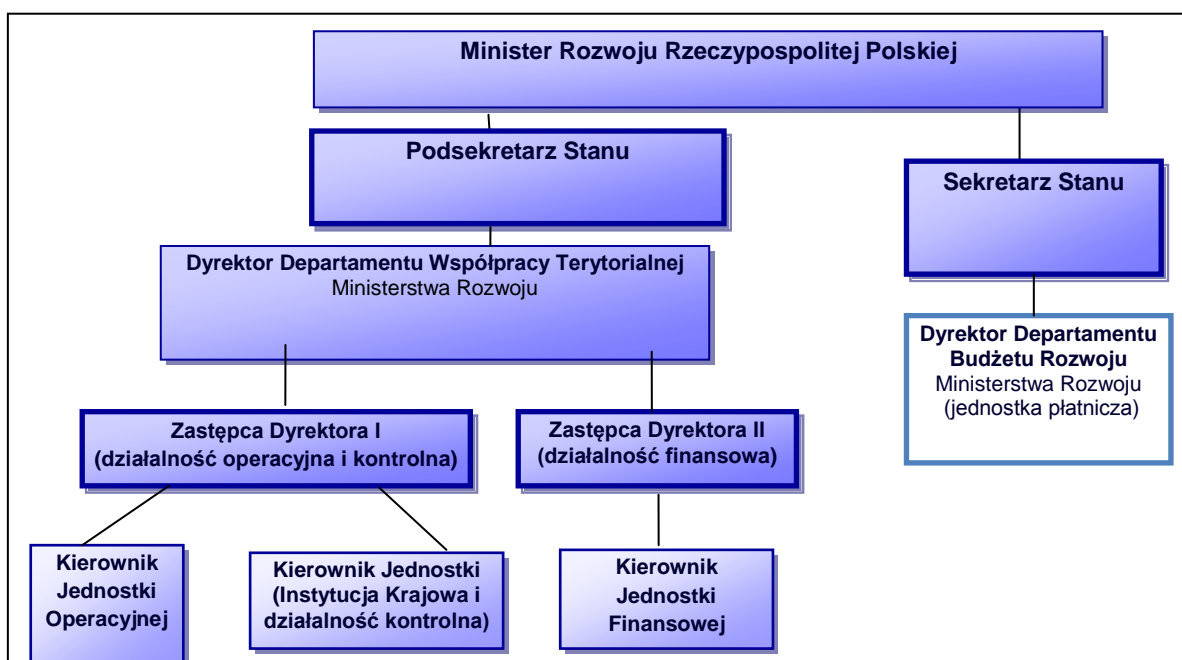 Minister Rozwoju Rzeczypospolitej Polskiej
Podsekretarz Stanu
Sekretarz Stanu
Dyrektor Departamentu Współpracy Terytorialnej
Ministerstwa Rozwoju
Dyrektor Departamentu
Budżetu Rozwoju
Ministerstwa Rozwoju
(jednostka płatnicza)
Zastępca Dyrektora I
(działalność operacyjna i kontrolna)
Zastępca Dyrektora II
(działalność finansowa)
Kierownik
Jednostki
Operacyjnej
Kierownik Jednostki
(Instytucja Krajowa i
działalność kontrolna)
Kierownik
Jednostki
Finansowej